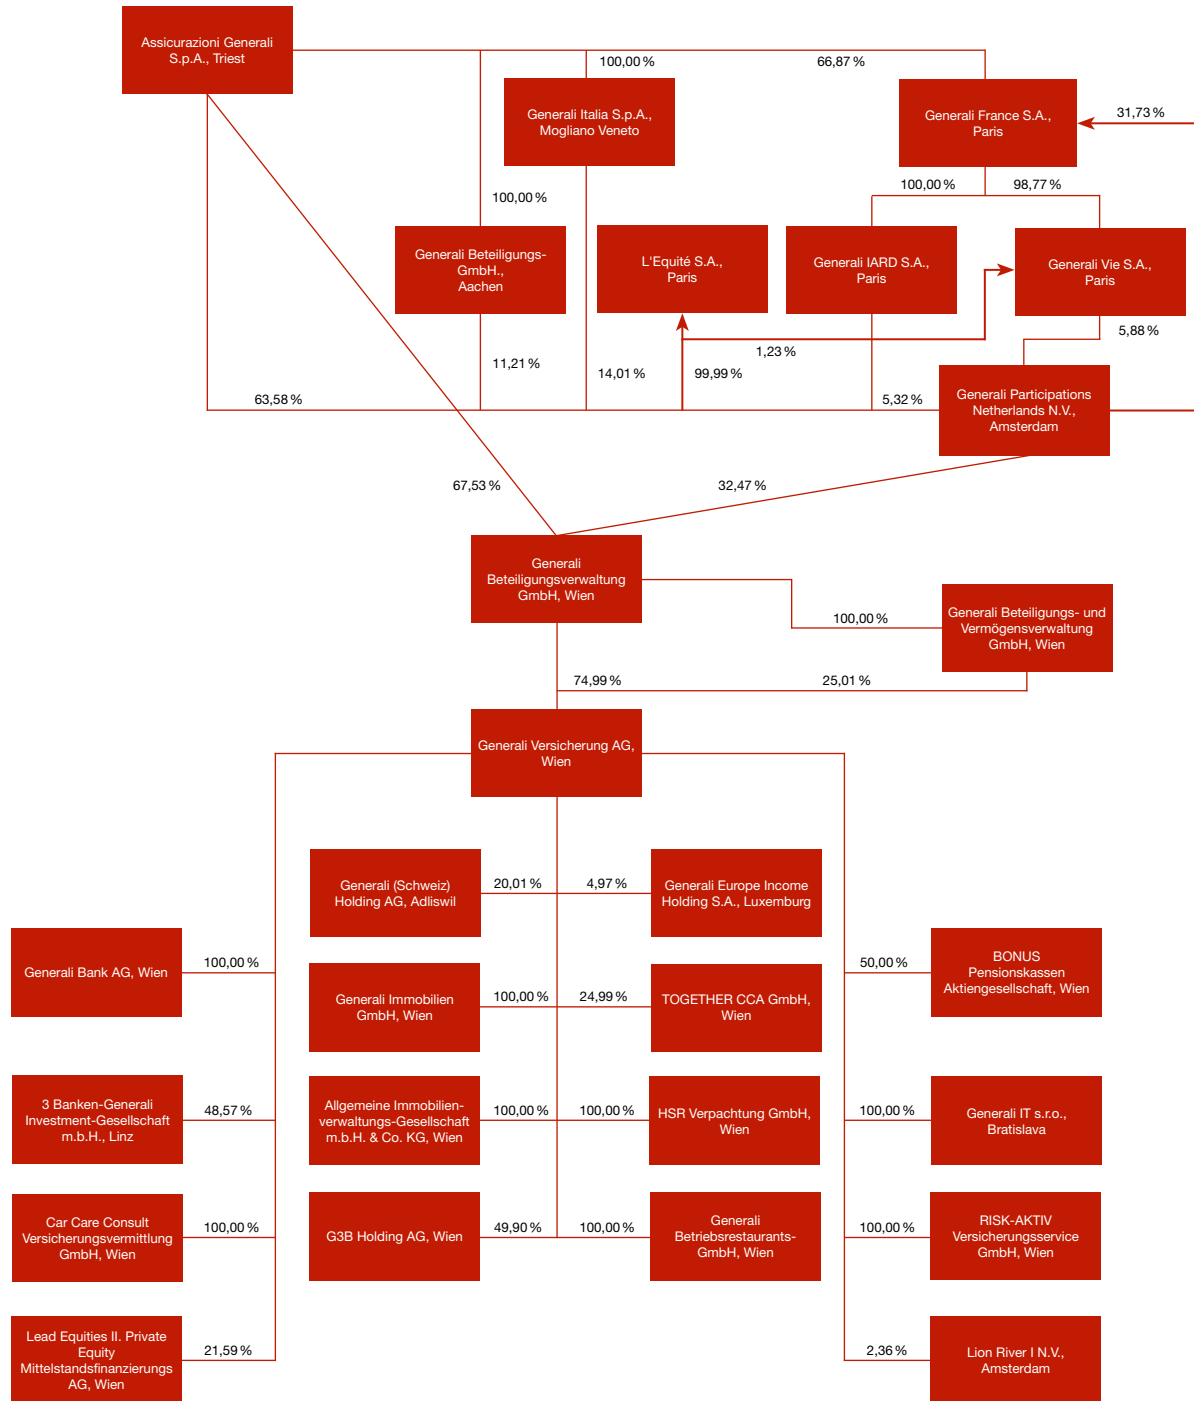 Assicurazioni Generali
S.p.A., Triest
100,00 %
66,87 %
Generali Italia S.p.A.,
Mogliano Veneto
Generali France S.A.,
Paris
31,73 %
100,00 %
100,00 %
98,77 %
Generali Beteiligungs-
GmbH.,
Aachen
L'Equité S.A.,
Paris
Generali IARD S.A.,
Paris
Generali Vie S.A.,
Paris
5,88 %
1,23 %
11,21 %
14,01 %
99,99 %
63,58 %
5,32 %
Generali Participations
Netherlands N.V.,
Amsterdam
67,53 %
32,47 %
Generali
Beteiligungsverwaltung
GmbH, Wien
100,00 %
Generali Beteiligungs- und
Vermögensverwaltung
GmbH, Wien
74,99 %
25,01 %
Generali Versicherung AG,
Wien
Generali (Schweiz)
Holding AG, Adliswil
20,01 %
4,97 %
Generali Europe Income
Holding S.A., Luxemburg
Generali Bank AG, Wien
100,00 %
50,00 %
BONUS
Pensionskassen
Aktiengesellschaft, Wien
Generali Immobilien
GmbH, Wien
100,00 %
24,99 %
TOGETHER CCA GmbH,
Wien
3 Banken-Generali
Investment-Gesellschaft
m.b.H., Linz
48,57 %
Allgemeine Immobilien-
verwaltungs-Gesellschaft
m.b.H. & Co. KG, Wien
100,00 %
100,00 %
HSR Verpachtung GmbH,
Wien
100,00 %
Generali IT s.r.o.,
Bratislava
Car Care Consult
Versicherungsvermittlung
GmbH, Wien
100,00 %
G3B Holding AG, Wien
49,90 %
100,00 %
Generali
Betriebsrestaurants-
GmbH, Wien
100,00 %
RISK-AKTIV
Versicherungsservice
GmbH, Wien
Lead Equities II. Private
Equity
Mittelstandsfinanzierungs
AG, Wien
21,59 %
2,36 %
Lion River I N.V.,
Amsterdam